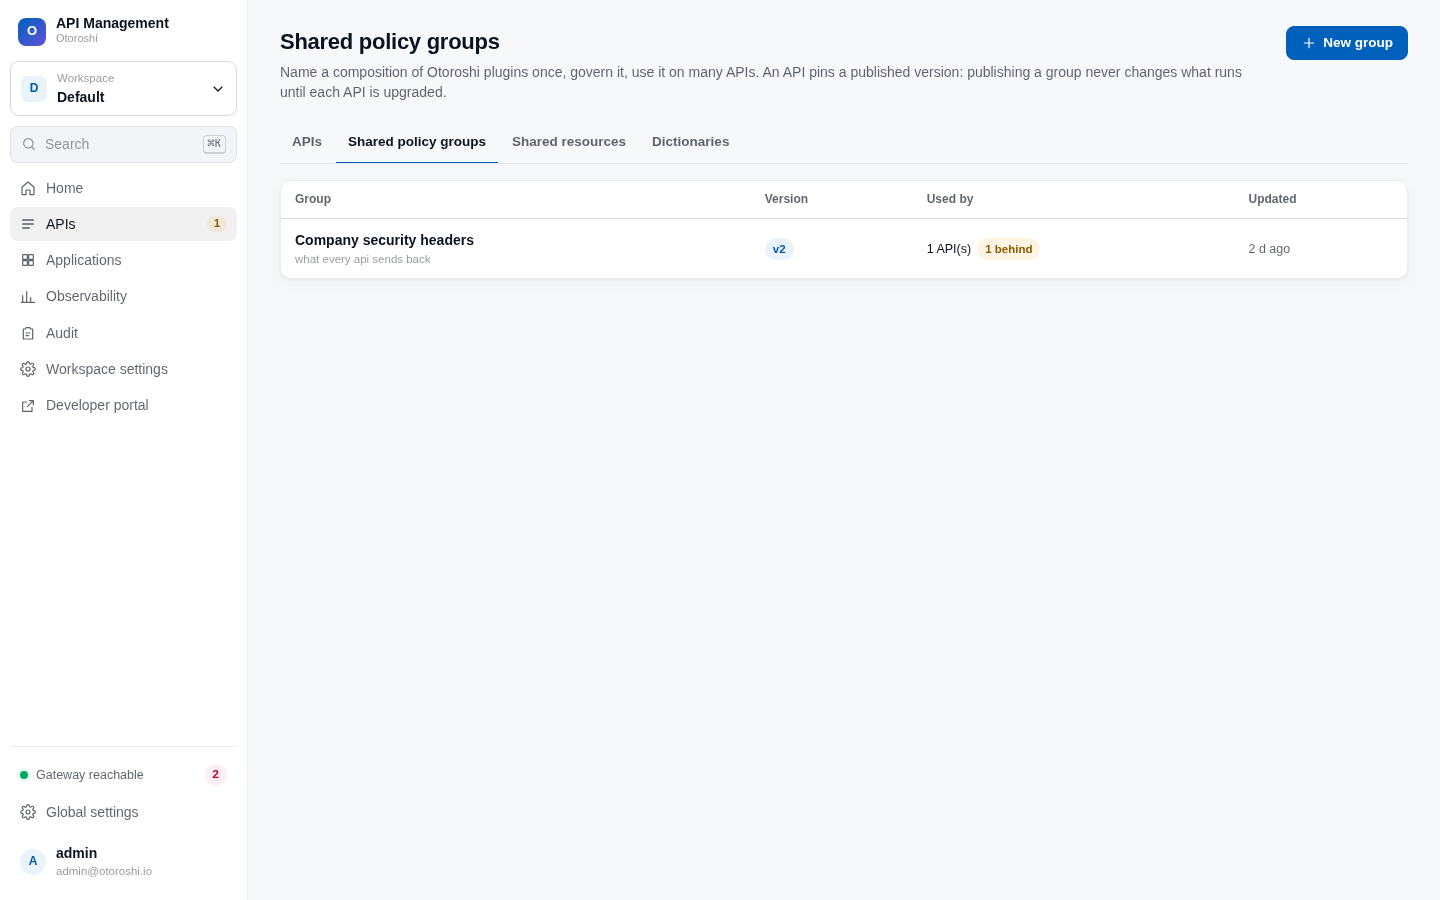 O
API Management
Otoroshi
D
Workspace
Default
Search
⌘K
Home
APIs
1
Applications
Observability
Audit
Workspace settings
Developer portal
Gateway reachable
2
Global settings
A
admin
admin@otoroshi.io
Shared policy groups
New group
Name a composition of Otoroshi plugins once, govern it, use it on many APIs. An API pins a published version: publishing a group never changes what runs
until each API is upgraded.
APIs
Shared policy groups
Shared resources
Dictionaries
Group
Version
Used by
Updated
Company security headers
what every api sends back
v2
1 API(s)
1 behind
2 d ago